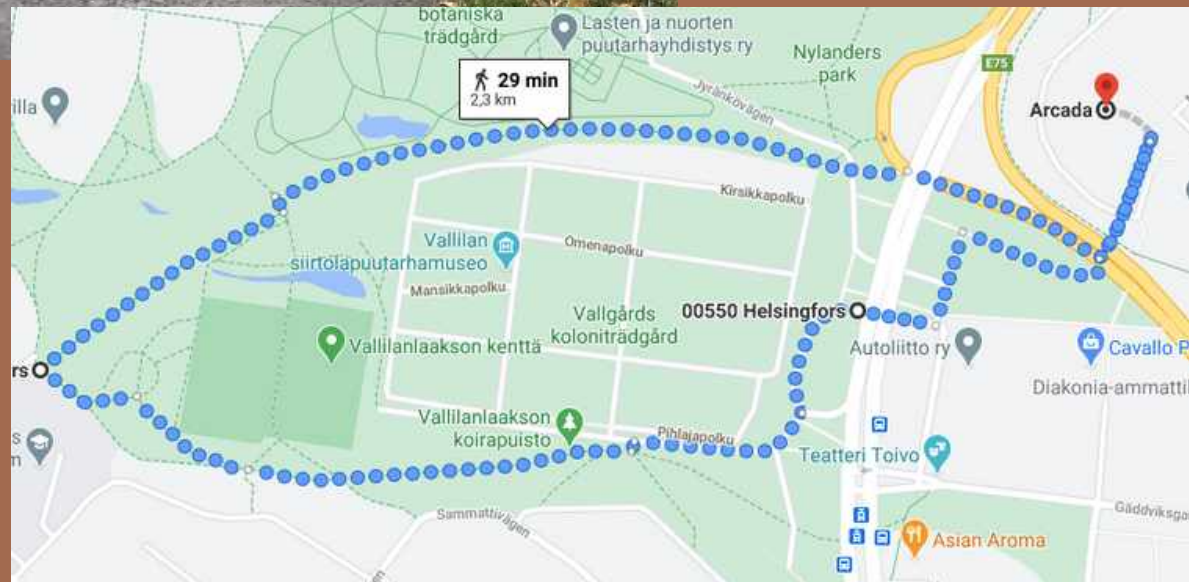 botaniska
trädgård
Lasten ja nuorten
puutarhayhdistys ry
Nylanders
park
E75
29 min
2,3 km
Jyränkövägen
Arcada
villa
Kirsikkapolku
Omenapolku
Vallilan
siirtolapuutarhamuseo
Mansikkapolku
Vallgårds
koloniträdgård
00550 Helsingfors
Vallilanlaakson kenttä
Autoliitto ry
Cavallo P
rs
Diakonia-ammatti
Vallilanlaakson
koirapuisto
Pihlajapolku
s
m
Teatteri Toivo
Sammattivägen
Gäddviksga
Asian Aroma